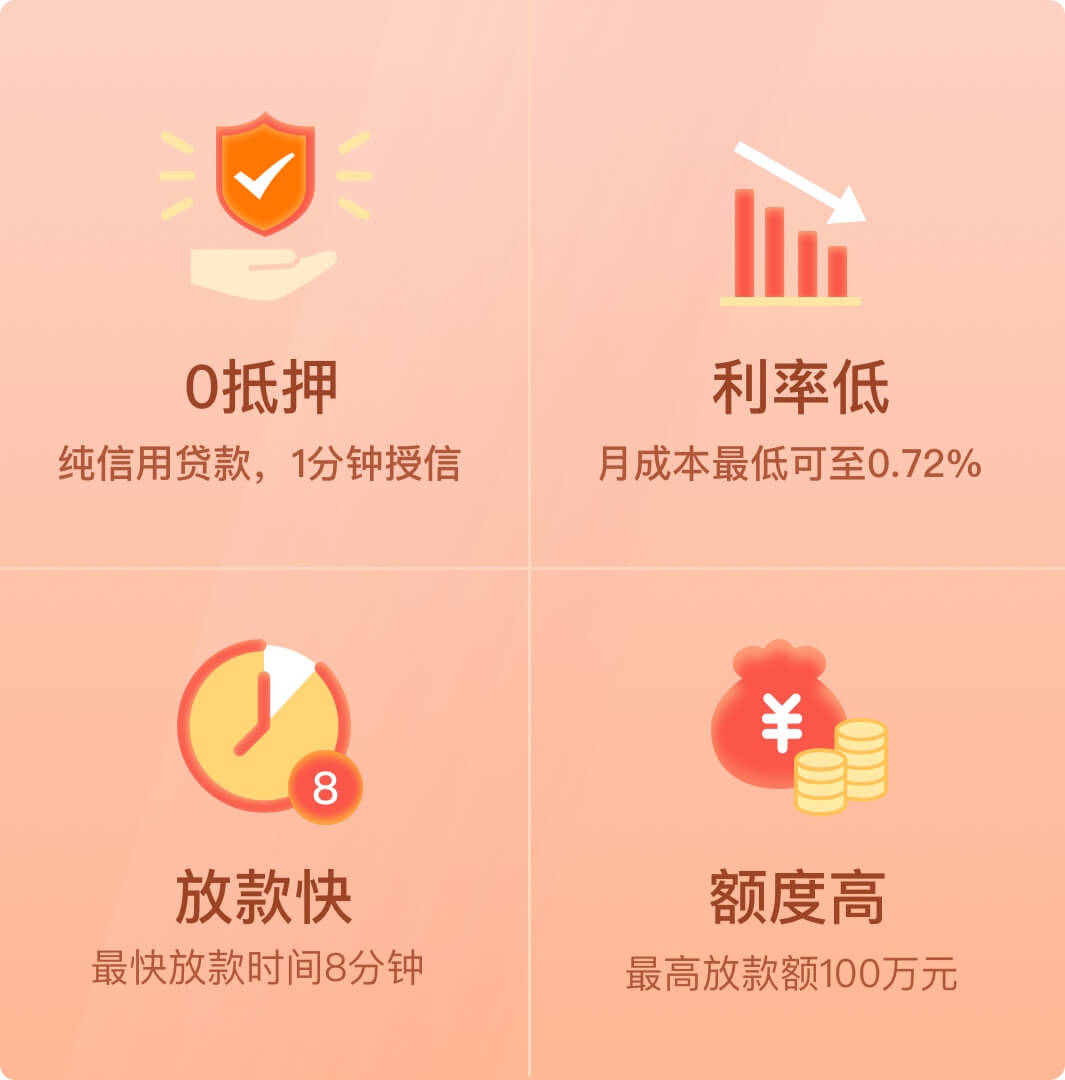 0抵押
纯信用贷款，1分钟授信
利率低
月成本最低可至0.72%
8
放款快
最快放款时间8分钟
¥
额度高
最高放款额100万元